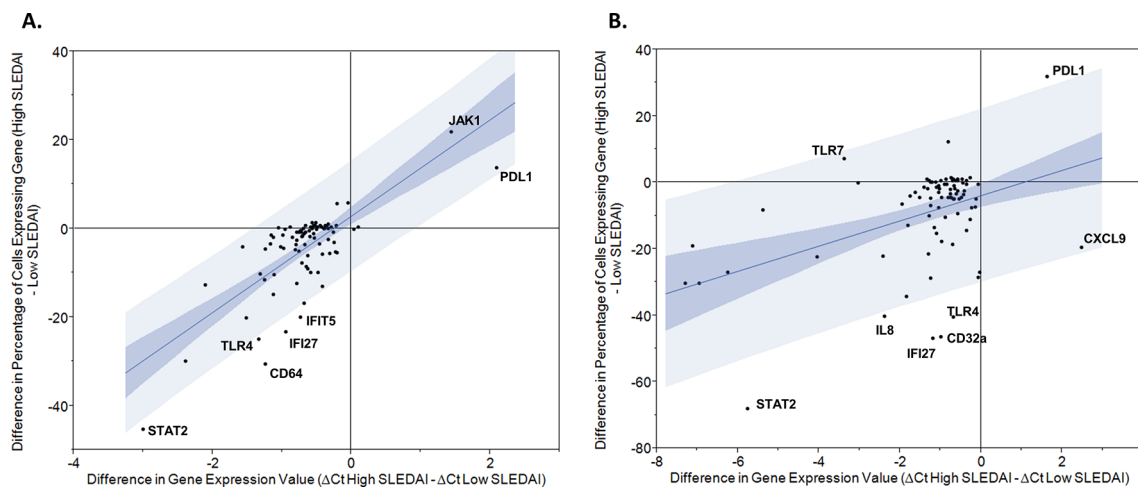 A.
Difference in Percentage of Cells Expressing Gene (High SLEDAI
- Low SLEDAI)
40
20
0
-20
-40
JAK1
PDL1
IFIT5
IFI27
TLR4
CD64
STAT2
-4
-2
0
2
Difference in Gene Expression Value (ΔCt High SLEDAI - ΔCt Low SLEDAI)
B.
Difference in Percentage of Cells Expressing Gene (High SLEDAI
- Low SLEDAI)
40
20
0
-20
-40
-60
-80
PDL1
TLR7
CXCL9
TLR4
IL8
CD32a
IFI27
STAT2
-8
-6
-4
-2
0
2
4
Difference in Gene Expression Value (ΔCt High SLEDAI - ΔCt Low SLEDAI)